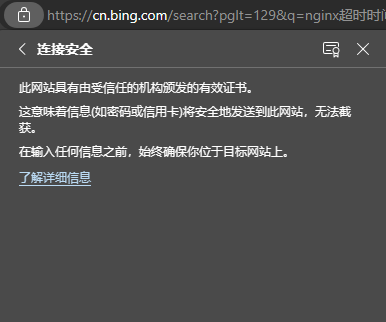 https://cn.bing.com/search?pglt=129&q=nginx超时时间
连接安全
此网站具有由受信任的机构颁发的有效证书。
这意味着信息(如密码或信用卡)将安全地发送到此网站，无法截
获。
在输入任何信息之前，始终确保你位于目标网站上。
了解详细信息